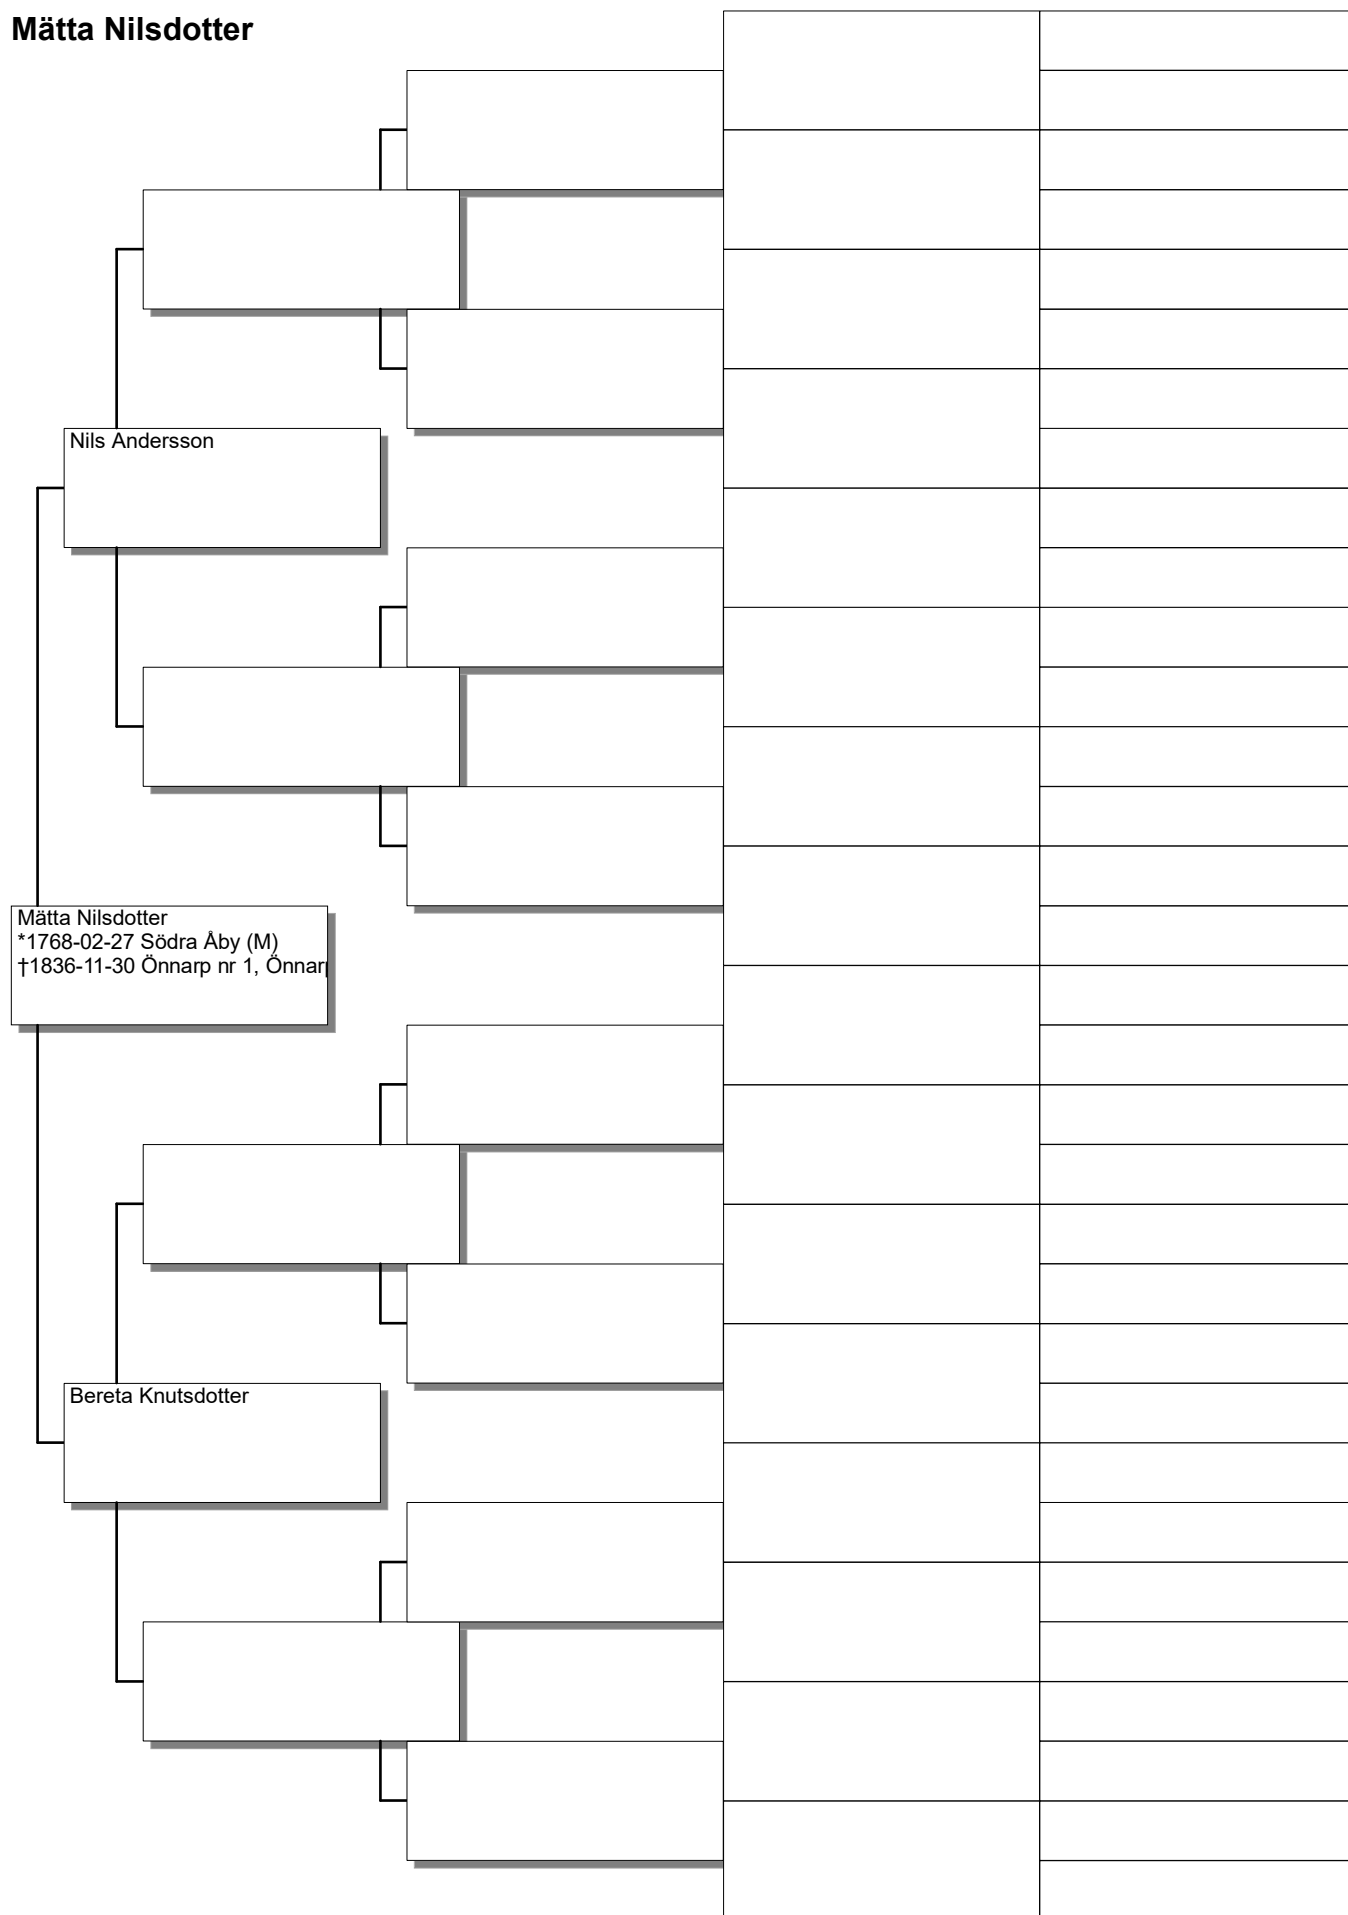 Mätta Nilsdotter
Nils Andersson
Mätta Nilsdotter
*1768-02-27 Södra Åby (M)
†1836-11-30 Önnarp nr 1,
Bereta Knutsdotter